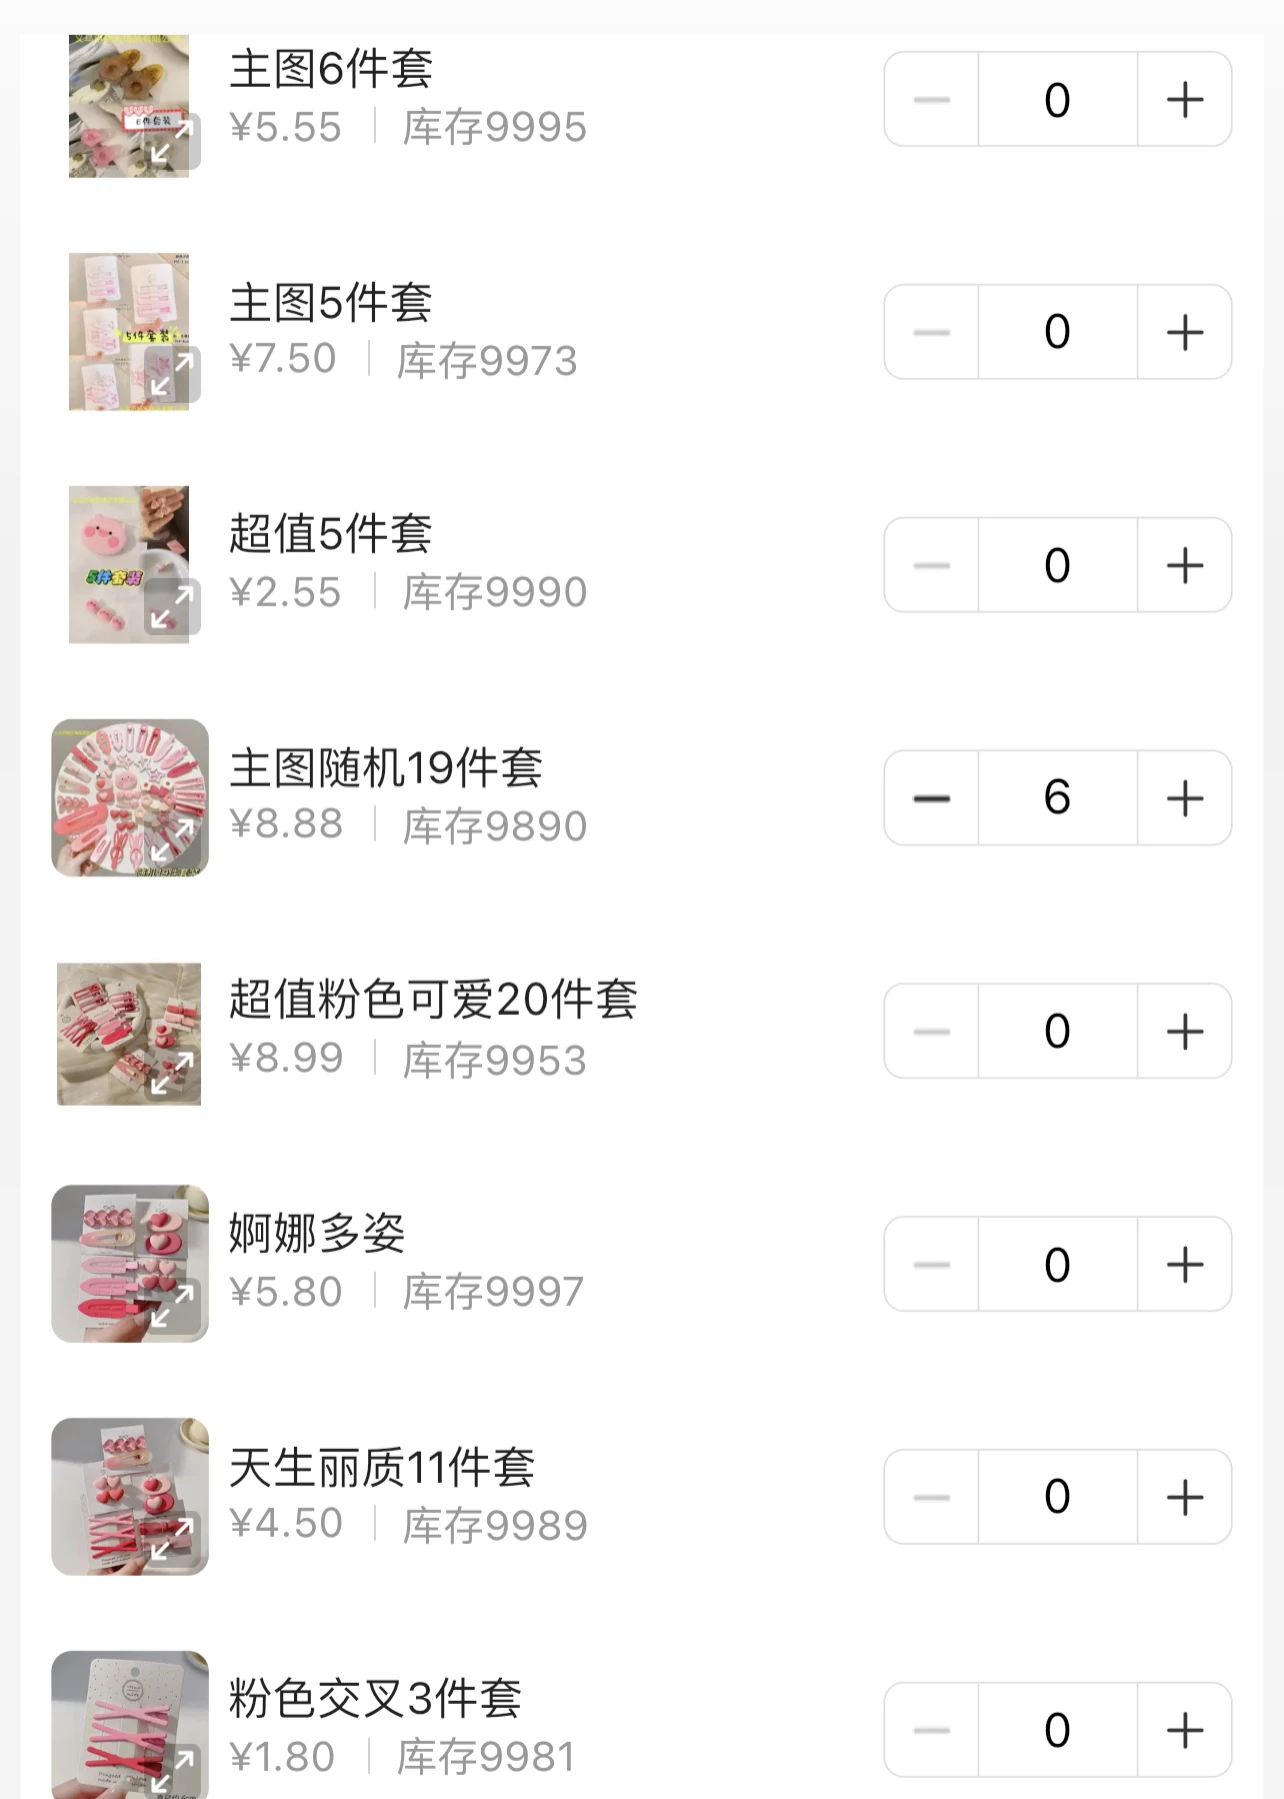 主图6件套
¥5.55 库存9995
0
6件套装
主图5件套
¥7.50 库存9973
0
5件套装
超值5件套
¥2.55 库存9990
0
5件套装
主图随机19件套
¥8.88 库存9890
6
超值粉色可爱20件套
¥8.99 库存9953
0
婀娜多姿
¥5.80 库存9997
0
天生丽质11件套
¥4.50 库存9989
0
粉色交叉3件套
¥1.80 库存9981
0